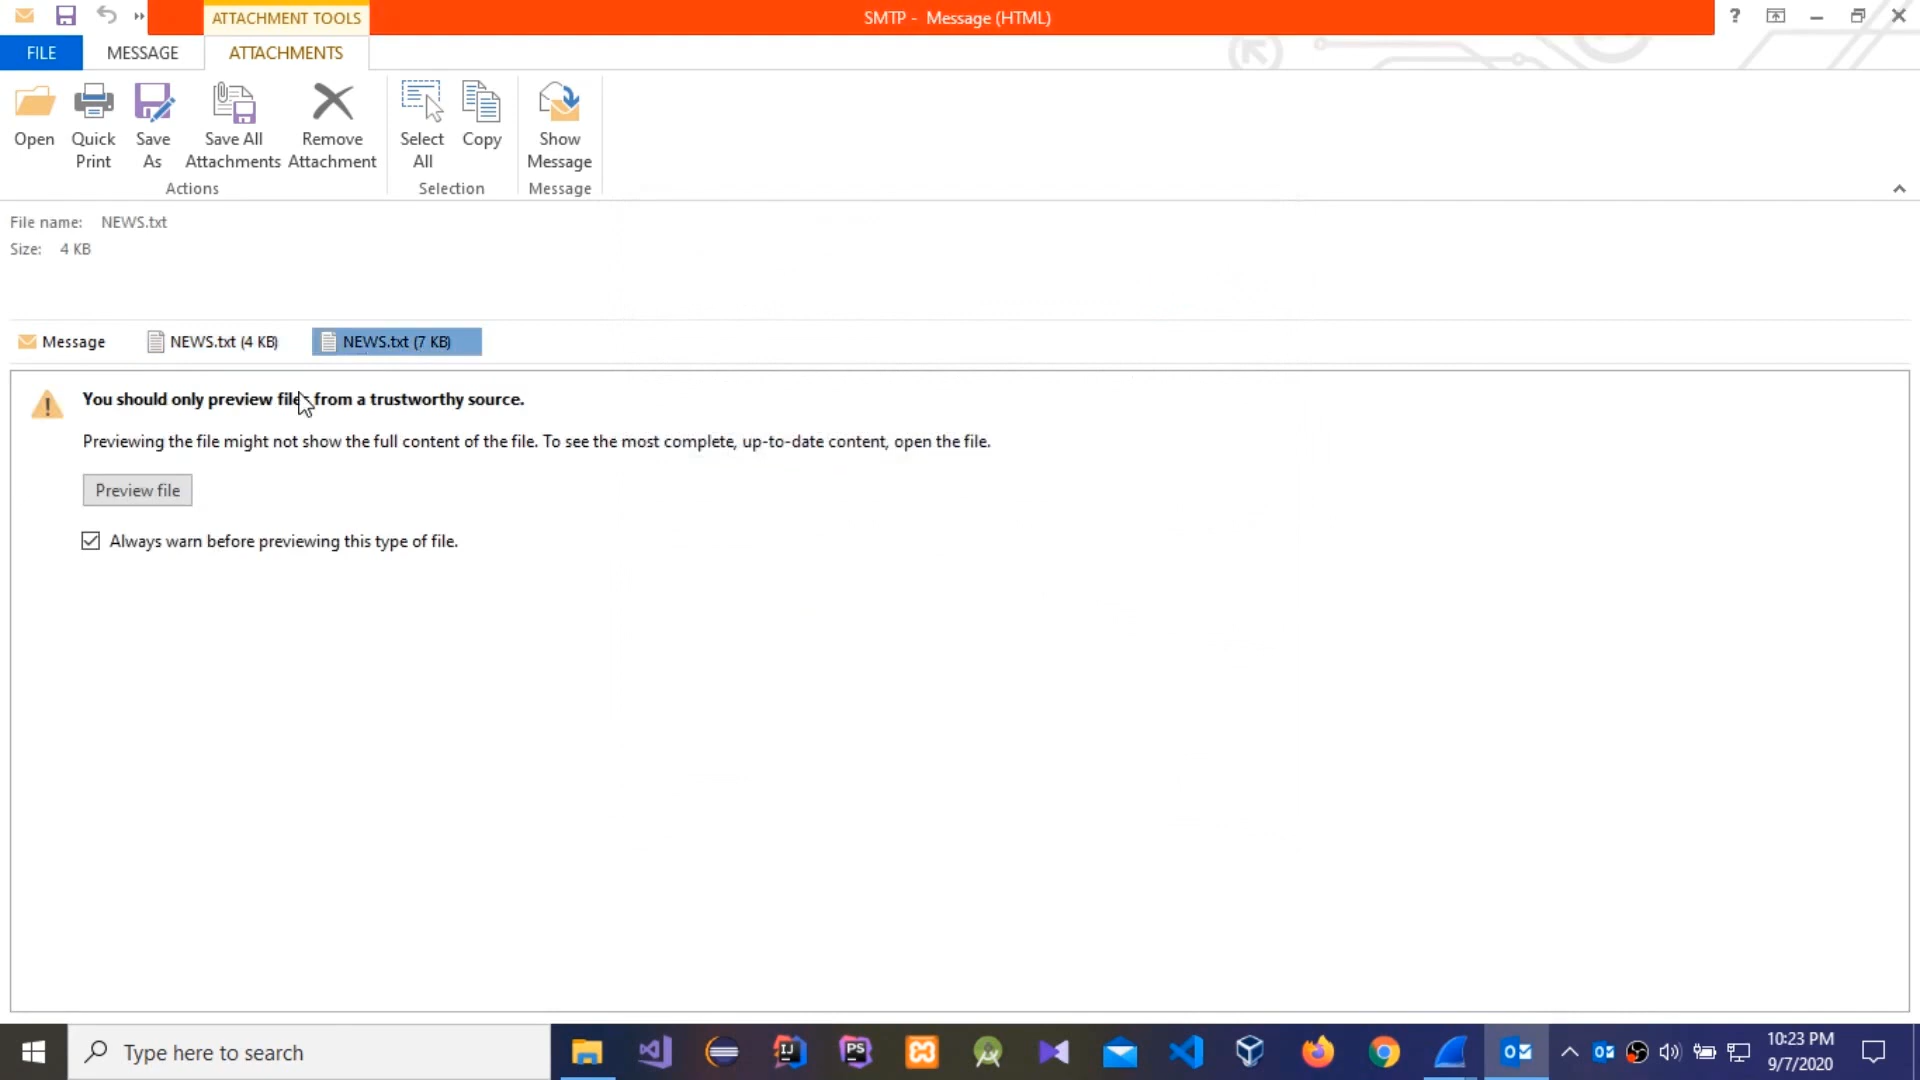 ATTACHMENT TOOLS
SMTP - Message (HTML)
?
FILE
MESSAGE
ATTACHMENTS
Open
Quick Print
Save As
Save All Attachments
Remove Attachment
Select All
Copy
Show Message
Actions
Selection
Message
File name: NEWS.txt
Size: 4 KB
Message
NEWS.txt (4 KB)
NEWS.txt (7 KB)
You should only preview files from a trustworthy source.
Previewing the file might not show the full content of the file. To see the most complete, up-to-date content, open the file.
Preview file
Always warn before previewing this type of file.
Type here to search
IJ
PS
10:23 PM
9/7/2020